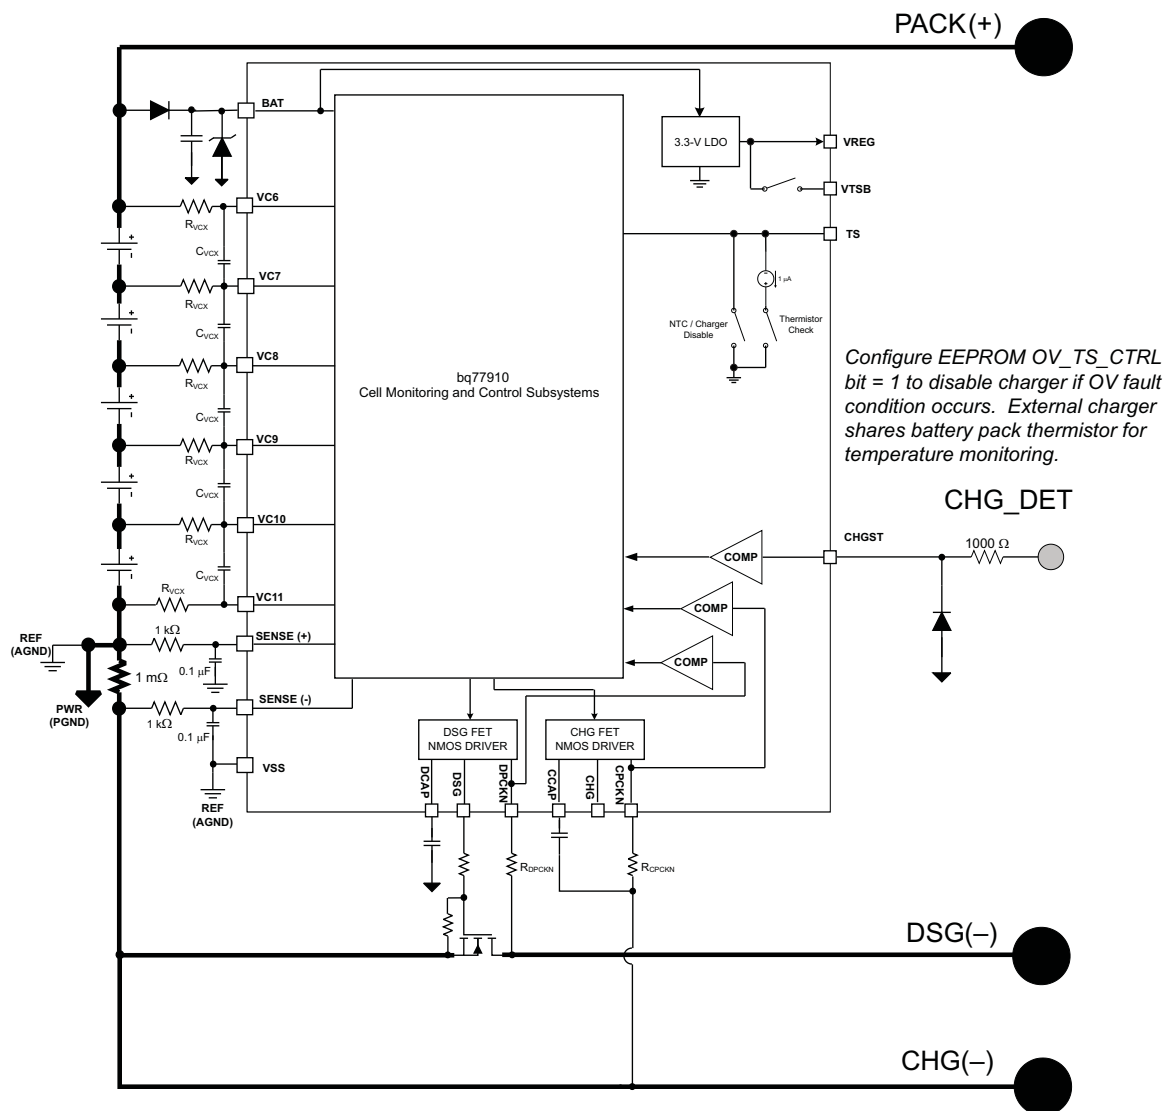 PACK(+)
BAT
3.3-V LDO
VREG
VTSB
VC6
RVCX
CVCX
TS
VC7
RVCX
1 µA
CVCX
NTC / Charger
Disable
Thermistor
Check
VC8
RVCX
bq77910
Cell Monitoring and Control Subsystems
Configure EEPROM OV_TS_CTRL
bit = 1 to disable charger if OV fault
condition occurs. External charger
shares battery pack thermistor for
temperature monitoring.
CVCX
VC9
RVCX
CVCX
CHG_DET
VC10
RVCX
CHGST
1000 Ω
COMP
CVCX
RVCX
VC11
COMP
REF
(AGND)
1 kΩ
SENSE (+)
0.1 µF
COMP
1 mΩ
PWR
(PGND)
SENSE (-)
1 kΩ
0.1 µF
DSG FET
NMOS DRIVER
CHG FET
NMOS DRIVER
VSS
DCAP
DSG
DPCKN
CCAP
CHG
CPCKN
REF
(AGND)
RDPCKN
RCPCKN
DSG(–)
CHG(–)
+
-
+
-
+
-
+
-
+
-
+
-